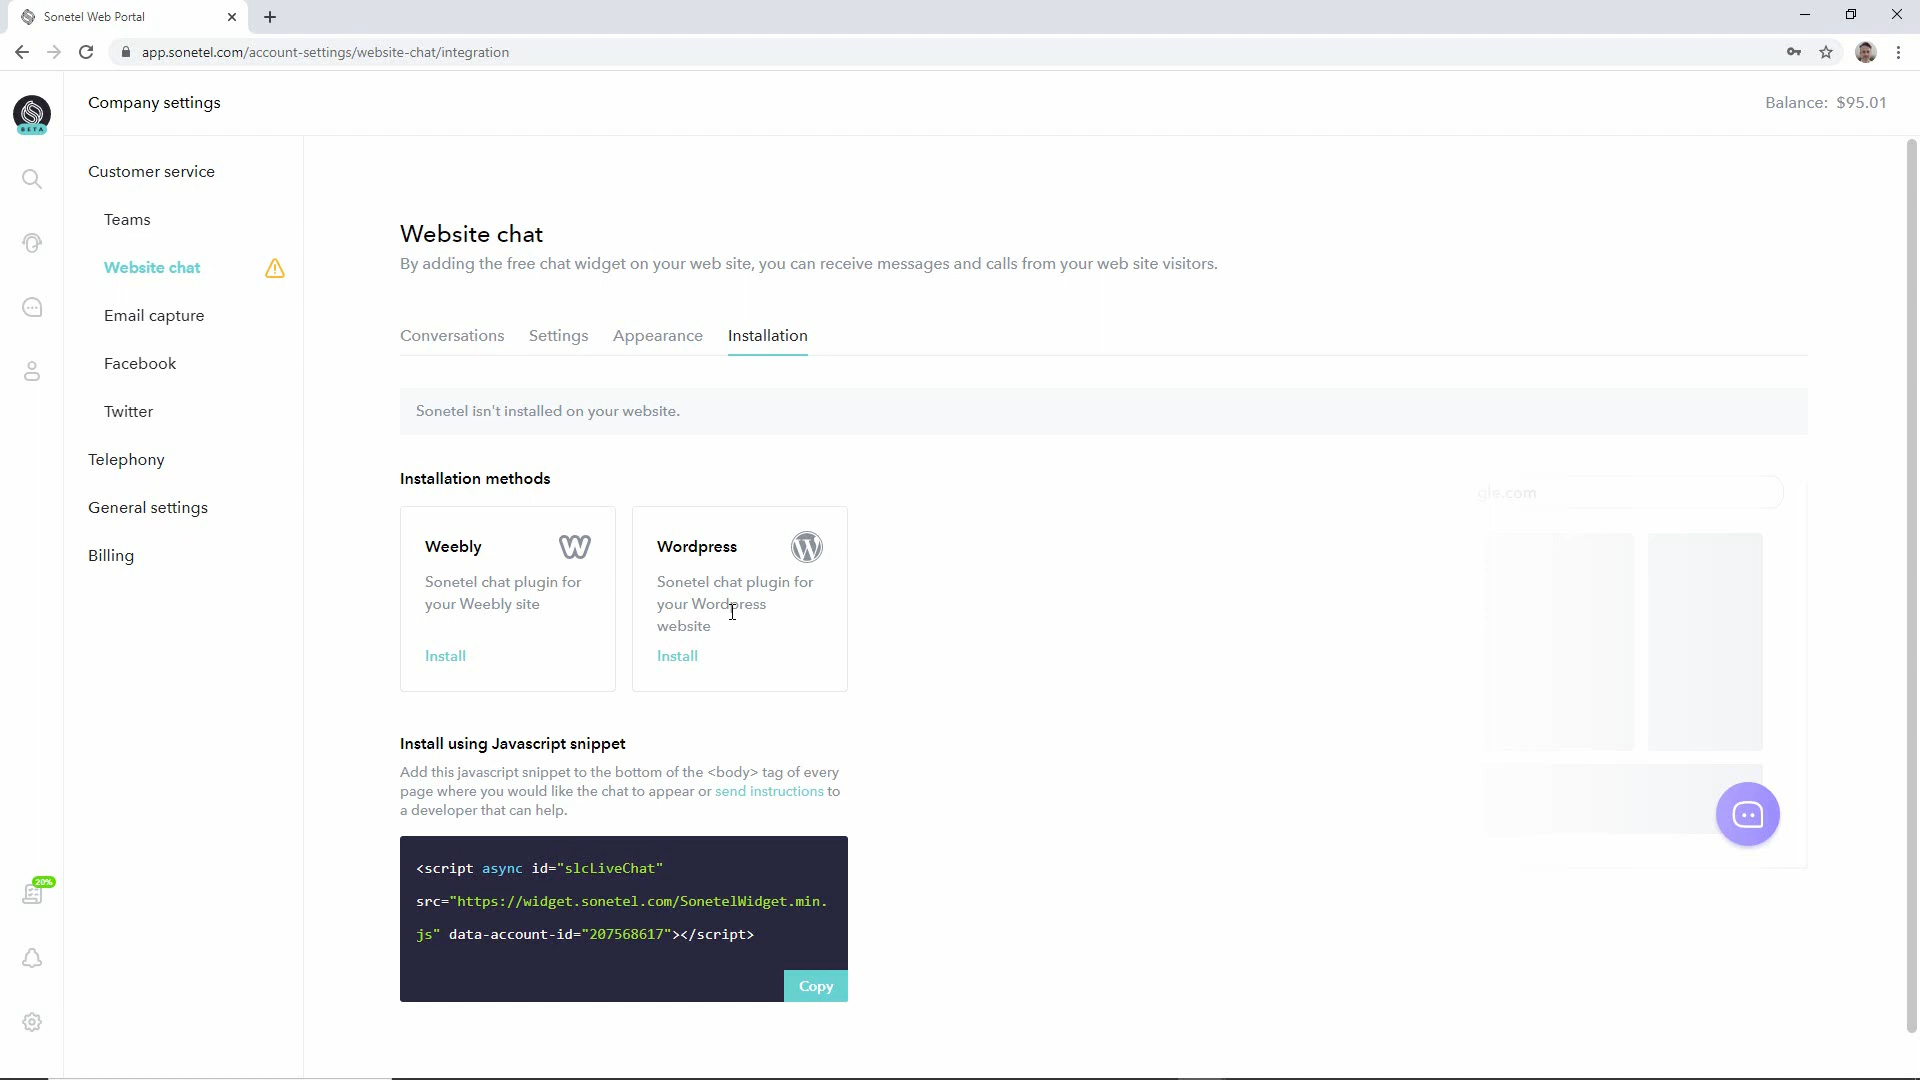 Sonetel Web Portal
app.sonetel.com/account-settings/website-chat/integration
BETA
Company settings
Balance: $95.01
Customer service
Teams
Website chat
Email capture
Facebook
Twitter
Telephony
General settings
Billing
20%
Website chat
By adding the free chat widget on your web site, you can receive messages and calls from your web site visitors.
Conversations Settings Appearance Installation
Sonetel isn't installed on your website.
Installation methods
Weebly
Sonetel chat plugin for
your Weebly site
Install
Wordpress
Sonetel chat plugin for
your Wordpress
website
Install
gle.com
Install using Javascript snippet
Add this javascript snippet to the bottom of the <body> tag of every
page where you would like the chat to appear or send instructions to
a developer that can help.
<script async id="slcLiveChat"
src="https://widget.sonetel.com/SonetelWidget.min.
js" data-account-id="207568617"></script>
Copy